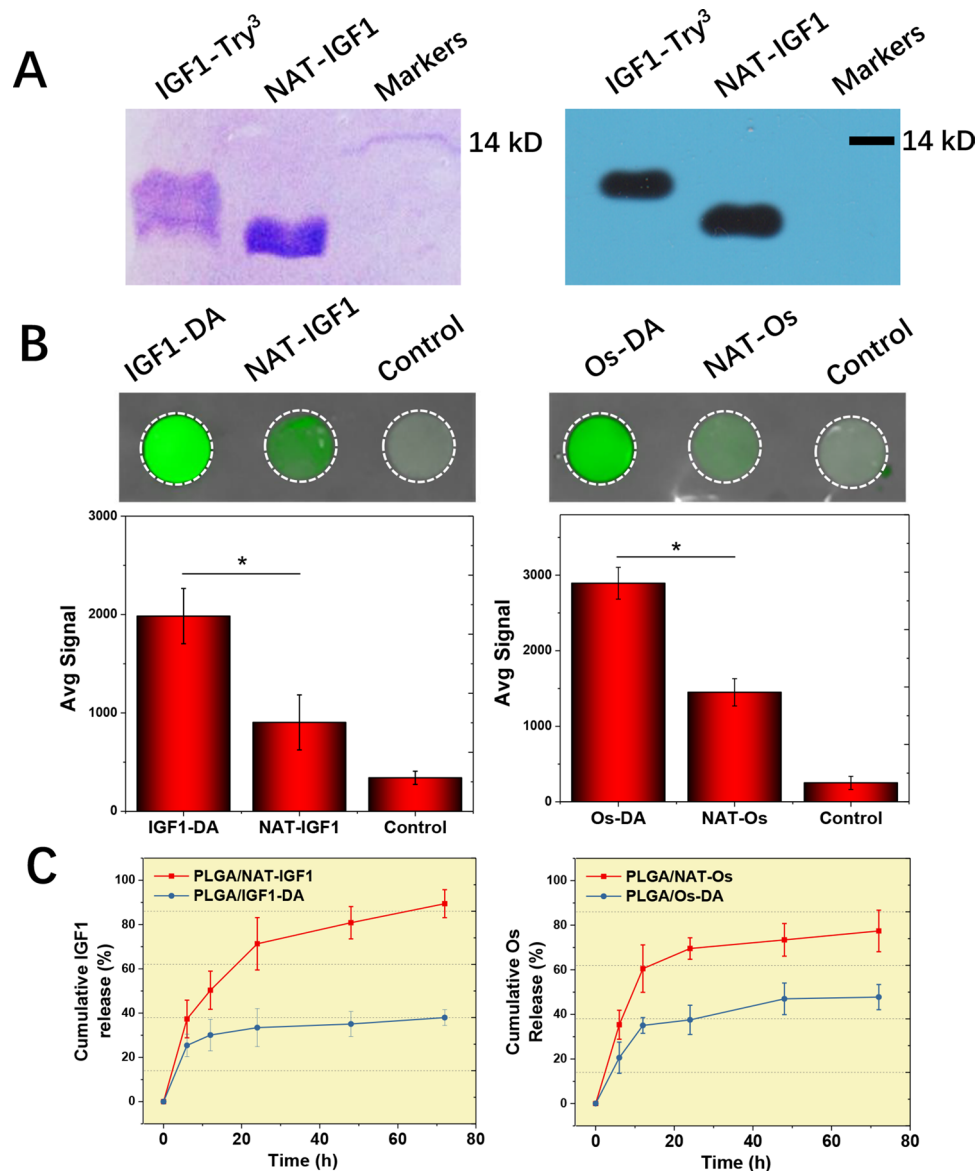 A
IGF1-Try³ NAT-IGF1 Markers
14 kD
IGF1-Try³ NAT-IGF1 Markers
14 kD
B
IGF1-DA NAT-IGF1 Control
Os-DA NAT-Os Control
*
Avg Signal
3000
2000
1000
0
IGF1-DA NAT-IGF1 Control
*
Avg Signal
3000
2000
1000
0
Os-DA NAT-Os Control
C
PLGA/NAT-IGF1
PLGA/IGF1-DA
Cumulative IGF1
release (%)
100
80
60
40
20
0
0 20 40 60 80
Time (h)
PLGA/NAT-Os
PLGA/Os-DA
Cumulative Os
Release (%)
100
80
60
40
20
0
0 20 40 60 80
Time (h)